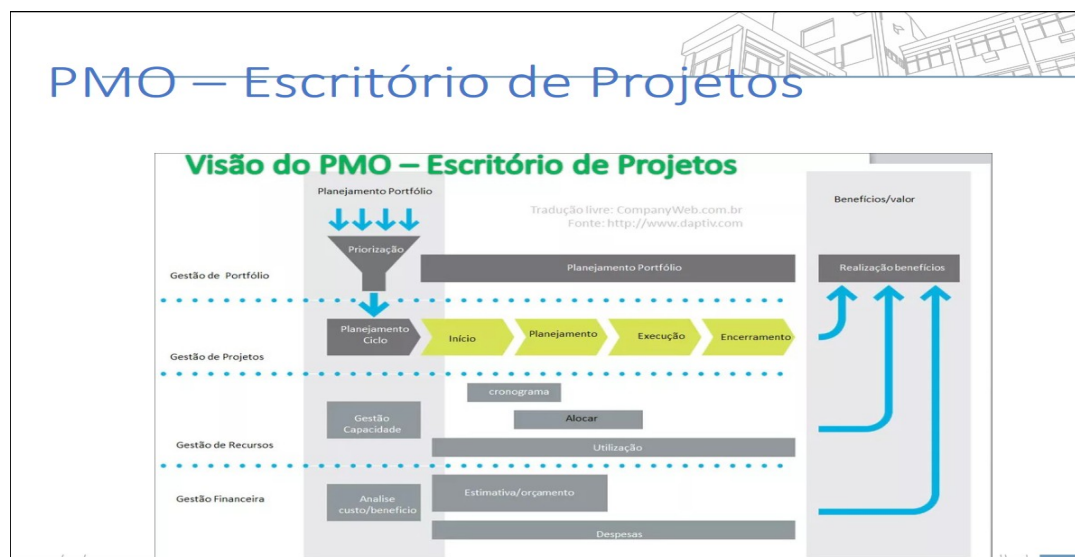 PMO – Escritório de Projetos
Visão do PMO – Escritório de Projetos
Planejamento Portfólio
Benefícios/valor
Tradução livre: CompanyWeb.com.br
Fonte: http://www.daptiv.com
Priorização
Gestão de Portfólio
Planejamento Portfólio
Realização benefícios
Planejamento
Ciclo
Início
Planejamento
Execução
Encerramento
Gestão de Projetos
cronograma
Gestão
Capacidade
Alocar
Gestão de Recursos
Utilização
Gestão Financeira
Analise
custo/benefício
Estimativa/orçamento
Despesas